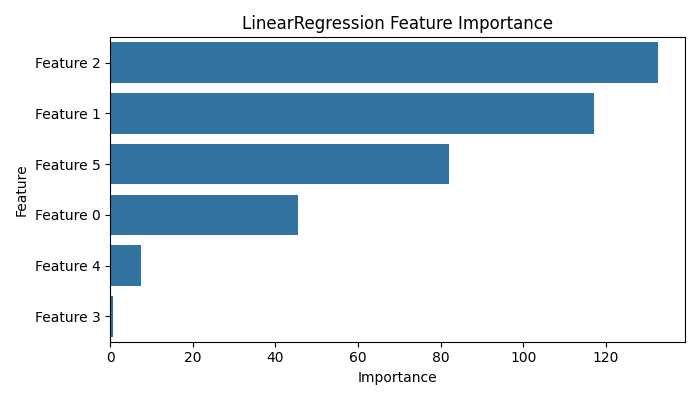 LinearRegression Feature Importance
Feature
Feature 2
Feature 1
Feature 5
Feature 0
Feature 4
Feature 3
0 20 40 60 80 100 120
Importance